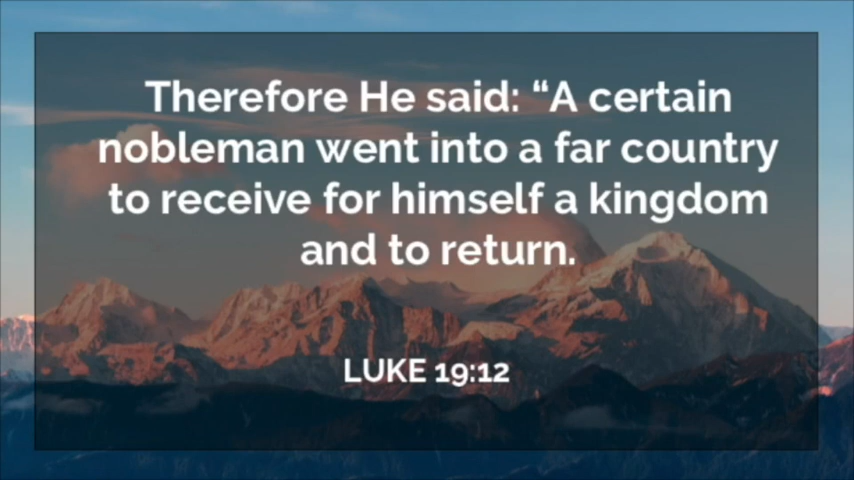 Therefore He said: “A certain
nobleman went into a far country
to receive for himself a kingdom
and to return.
LUKE 19:12